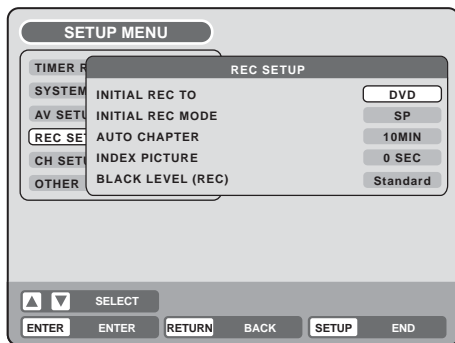 SETUP MENU
TIMER R
SYSTEM
AV SETU
REC SE
CH SETU
OTHER
REC SETUP
INITIAL REC TO DVD
INITIAL REC MODE SP
AUTO CHAPTER 10MIN
INDEX PICTURE 0 SEC
BLACK LEVEL (REC) Standard
SELECT
ENTER ENTER RETURN BACK SETUP END